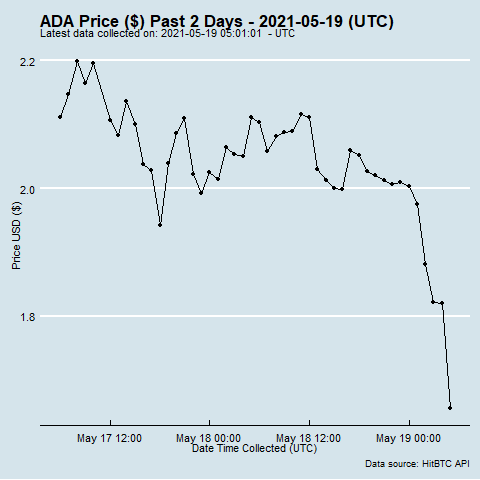 ADA Price ($) Past 2 Days - 2021-05-19 (UTC)
Latest data collected on: 2021-05-19 05:01:01  - UTC
2.2
2.0
1.8
Price USD ($)
May 17 12:00
May 18 00:00
May 18 12:00
May 19 00:00
Date Time Collected (UTC)
Data source: HitBTC API